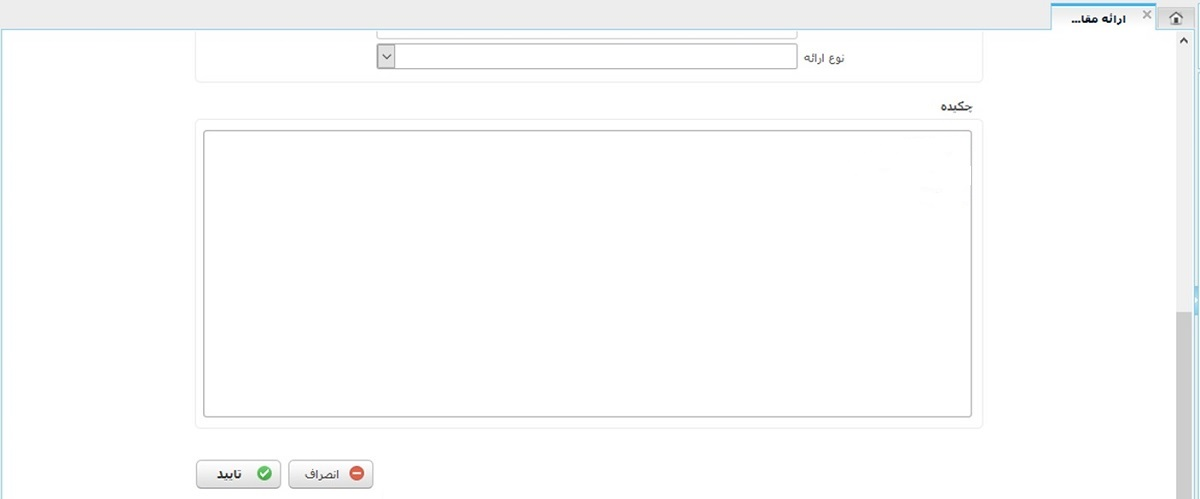 ارائه مقا...
نوع ارائه
چکیده
انصراف
تایید